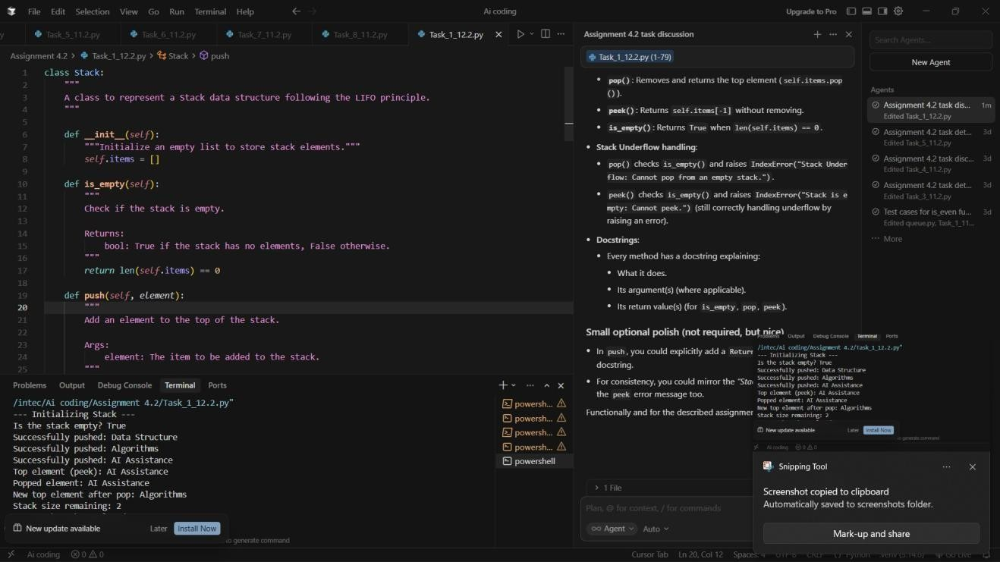 File Edit Selection View Go Run Terminal Help
Ai coding
Upgrade to Pro
y
Task_5_11.2.py
Task_6_11.2.py
Task_7_11.2.py
Task_8_11.2.py
Task_1_12.2.py
Assignment 4.2 > Task_1_12.2.py > Stack > push
1 class Stack:
2 """
3 A class to represent a Stack data structure following the LIFO principle.
4 """
5
6 def __init__(self):
7 """Initialize an empty list to store stack elements."""
8 self.items = []
9
10 def is_empty(self):
11 """
12 Check if the stack is empty.
13
14 Returns:
15 bool: True if the stack has no elements, False otherwise.
16 """
17 return len(self.items) == 0
18
19 def push(self, element):
20 """
21 Add an element to the top of the stack.
22
23 Args:
24 element: The item to be added to the stack.
25 """
Problems Output Debug Console Terminal Ports
/intec/Ai coding/Assignment 4.2/Task_1_12.2.py"
--- Initializing Stack ---
Is the stack empty? True
Successfully pushed: Data Structure
Successfully pushed: Algorithms
Successfully pushed: AI Assistance
Top element (peek): AI Assistance
Popped element: AI Assistance
New top element after pop: Algorithms
Stack size remaining: 2
powersh...
powersh...
powersh...
powersh...
powershell
New update available
Later
Install Now
to generate command
Assignment 4.2 task discussion
Task_1_12.2.py (1-79)
pop(): Removes and returns the top element (self.items.pop
()).
peek(): Returns self.items[-1] without removing.
is_empty(): Returns True when len(self.items) == 0.
Stack Underflow handling:
pop() checks is_empty() and raises IndexError("Stack Under
flow: Cannot pop from an empty stack.").
peek() checks is_empty() and raises IndexError("Stack is e
mpty: Cannot peek.") (still correctly handling underflow by
raising an error).
Docstrings:
Every method has a docstring explaining:
What it does.
Its argument(s) (where applicable).
Its return value(s) (for is_empty, pop, peek).
Small optional polish (not required, but nice)
In push, you could explicitly add a
docstring.
For consistency, you could mirror the
the peek error message too.
Functionally and for the described
> 1 File
Plan, @ for context, / for commands
Agent
Auto
Search Agents...
New Agent
Agents
Assignment 4.2 task dis... 1m
Edited Task_1_12.2.py
Assignment 4.2 task det... 3d
Edited Task_5_11.2.py
Assignment 4.2 task disc... 3d
Edited Task_4_11.2.py
Assignment 4.2 task det... 3d
Edited Task_3_11.2.py
Test cases for is_even fu... 3d
Edited queue.py, Task_1_11...
More
Problems Output Debug Console Terminal Ports
/intec/Ai coding/Assignment 4.2/Task_1_12.2.py"
--- Initializing Stack ---
Is the stack empty? True
Successfully pushed: Data Structure
Successfully pushed: Algorithms
Successfully pushed: AI Assistance
Top element (peek): AI Assistance
Popped element: AI Assistance
New top element after pop: Algorithms
Stack size remaining: 2
New update available
Later
Install Now
to generate command
Ai coding 0 0
Snipping Tool
Screenshot copied to clipboard
Automatically saved to screenshots folder.
Mark-up and share
Ai coding 0 0
Cursor Tab Ln 20, Col 12 Spaces: 4